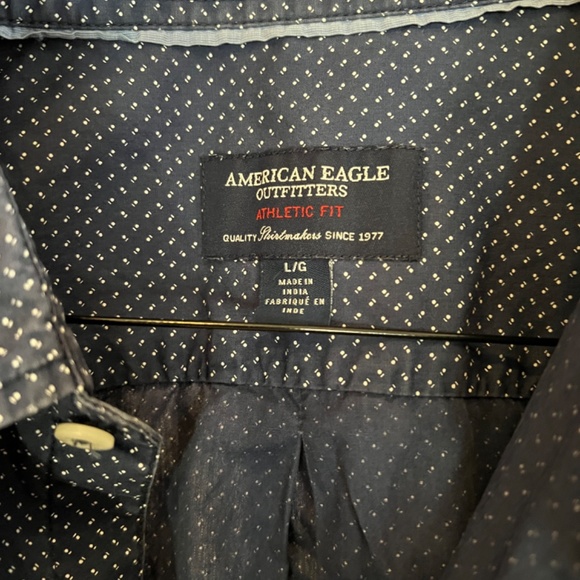 AMERICAN EAGLE
OUTFITTERS
ATHLETIC FIT
QUALITY Shirtmakers SINCE 1977
L/G
MADE IN
INDIA
FABRIQUÉ EN
INDE